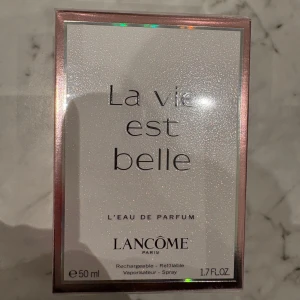 La vie
est
belle
L'EAU DE PARFUM
LANCÔME
PARIS
Rechargeable - Refillable
Vaporisateur - Spray
e 50 ml 1.7 FL.OZ.